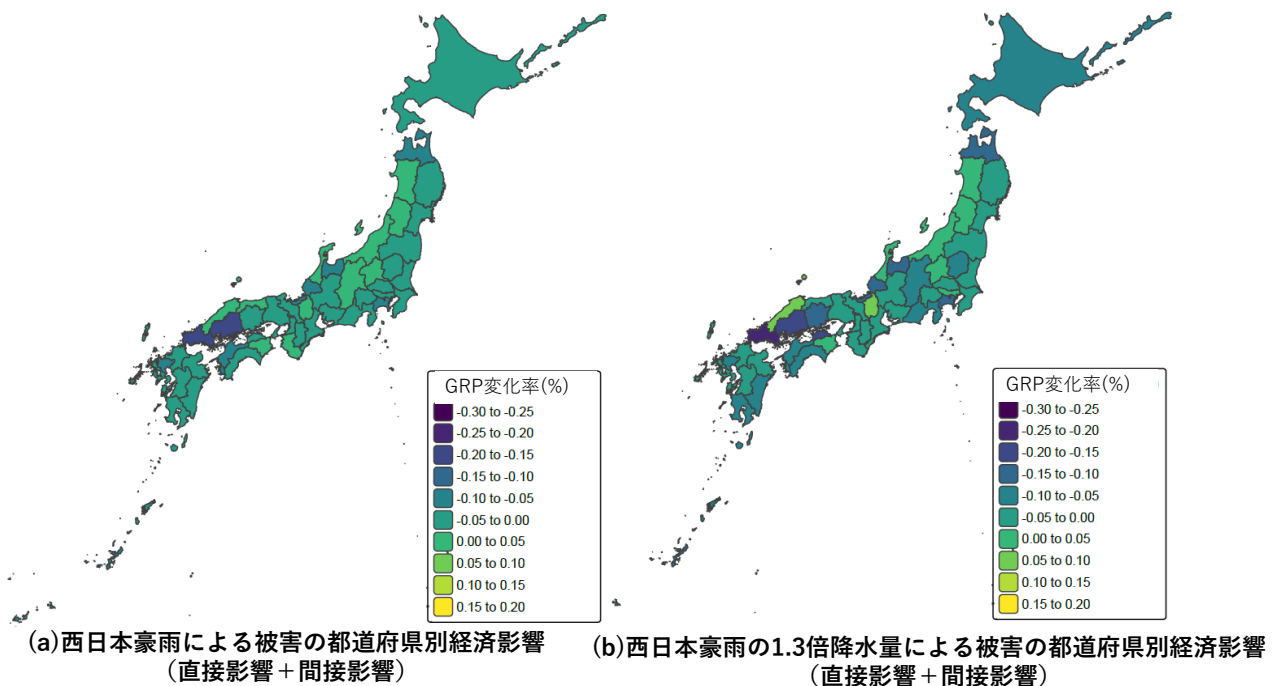 GRP変化率(%)
-0.30 to -0.25
-0.25 to -0.20
-0.20 to -0.15
-0.15 to -0.10
-0.10 to -0.05
-0.05 to 0.00
0.00 to 0.05
0.05 to 0.10
0.10 to 0.15
0.15 to 0.20
(a)西日本豪雨による被害の都道府県別経済影響
（直接影響＋間接影響）
GRP変化率(%)
-0.30 to -0.25
-0.25 to -0.20
-0.20 to -0.15
-0.15 to -0.10
-0.10 to -0.05
-0.05 to 0.00
0.00 to 0.05
0.05 to 0.10
0.10 to 0.15
0.15 to 0.20
(b)西日本豪雨の1.3倍降水量による被害の都道府県別経済影響
（直接影響＋間接影響）